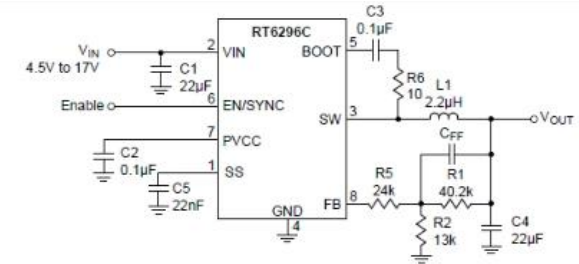 C3
0.1µF
RT6296C
VIN
4.5V to 17V
2
VIN
BOOT
5
C1
22µF
R6
10
L1
2.2µH
Enable
6
EN/SYNC
SW
3
VOUT
7
PVCC
CFF
C2
0.1µF
1
SS
R5
24k
R1
40.2k
C5
22nF
FB
8
GND
4
R2
13k
C4
22µF